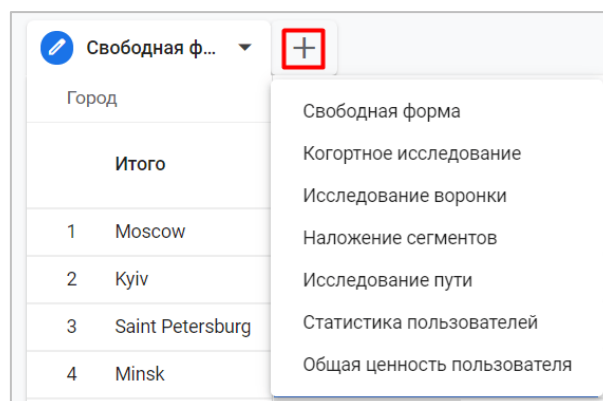 Свободная ф...
Город
Итого
1 Moscow
2 Kyiv
3 Saint Petersburg
4 Minsk
Свободная форма
Когортное исследование
Исследование воронки
Наложение сегментов
Исследование пути
Статистика пользователей
Общая ценность пользователя